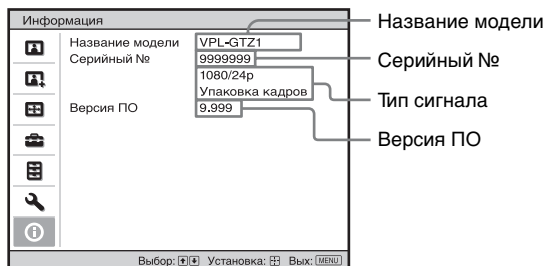 Информация
Название модели VPL-GTZ1
Серийный № 9999999
1080/24p
Упаковка кадров
Версия ПО 9.999
Выбор: Установка: Вых: MENU
Название модели
Серийный №
Тип сигнала
Версия ПО